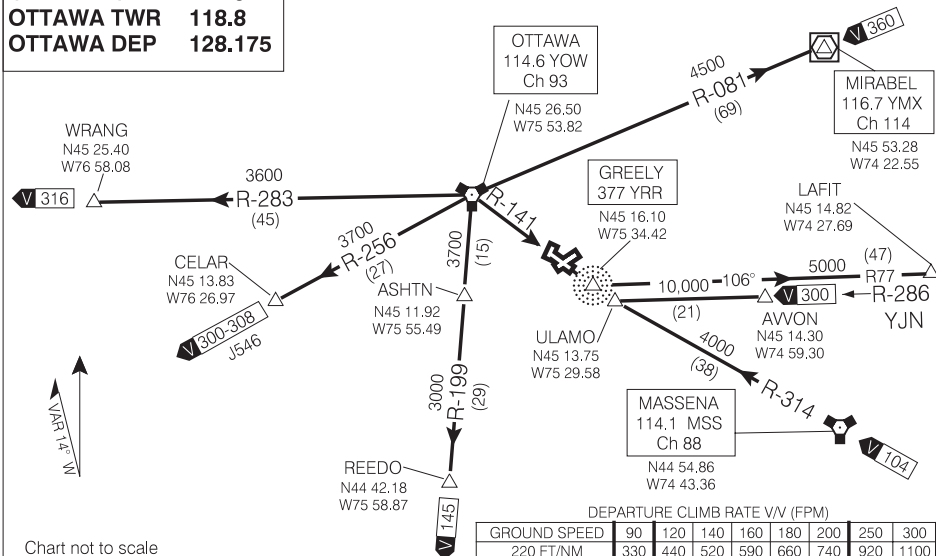 OTTAWA TWR 118.8
OTTAWA DEP 128.175
OTTAWA
114.6 YOW
Ch 93
N45 26.50
W75 53.82
4500
R-081
(69)
V 360
MIRABEL
116.7 YMX
Ch 114
N45 53.28
W74 22.55
WRANG
N45 25.40
W76 58.08
V 316
3600
R-283
(45)
R-141
GREELY
377 YRR
N45 16.10
W75 34.42
LAFIT
N45 14.82
W74 27.69
3700
R-256
(27)
CELAR
N45 13.83
W76 26.97
V 300-308
J546
3700
(15)
ASHTN
N45 11.92
W75 55.49
10,000
106°
5000
(47)
R77
(21)
V 300
R-286
YJN
AVVON
N45 14.30
W74 59.30
ULAMO
N45 13.75
W75 29.58
4000
(38)
R-314
3000
R-199
(29)
MASSENA
114.1 MSS
Ch 88
N44 54.86
W74 43.36
V 104
VAR 14° W
REEDO
N44 42.18
W75 58.87
V 145
Chart not to scale
DEPARTURE CLIMB RATE V/V (FPM)
GROUND SPEED 90 120 140 160 180 200 250 300
220 FT/NM 330 440 520 590 660 740 920 1100